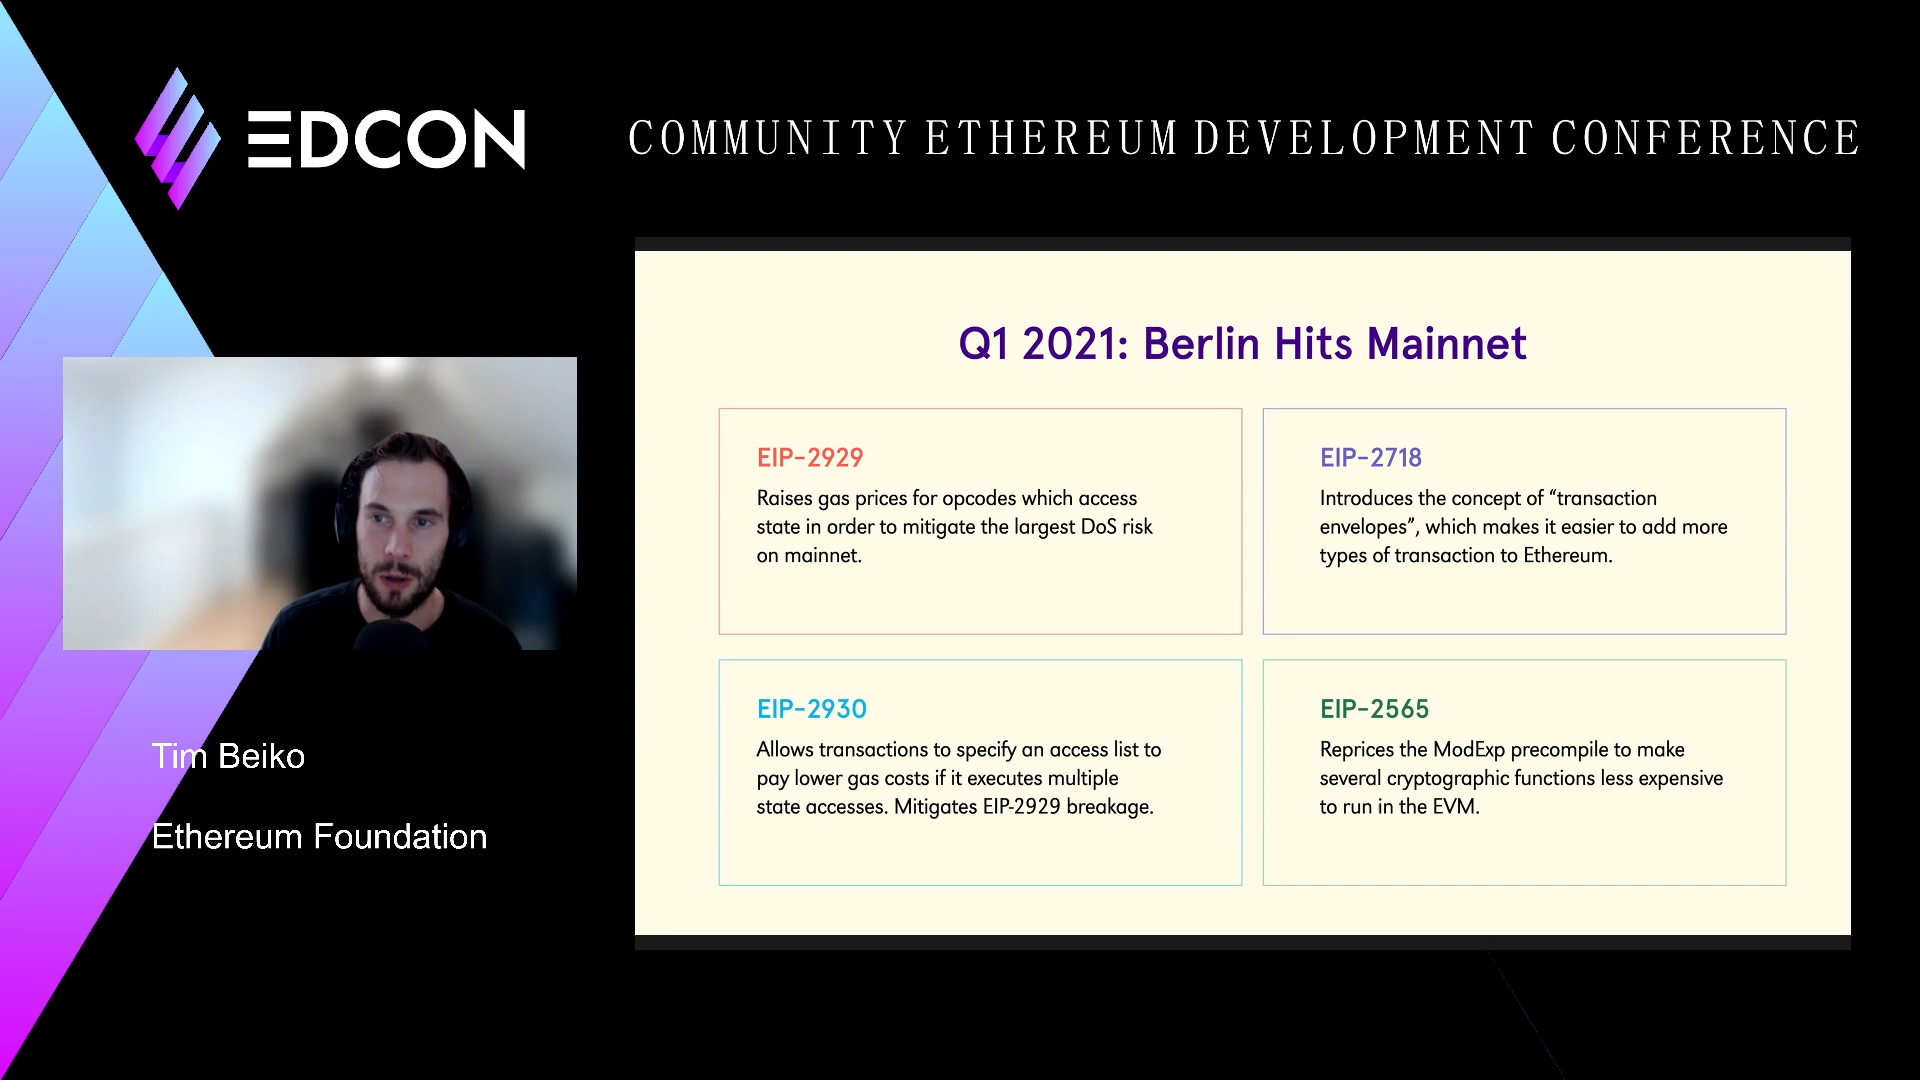 EDCON
COMMUNITY ETHEREUM DEVELOPMENT CONFERENCE
Q1 2021: Berlin Hits Mainnet
EIP-2929
Raises gas prices for opcodes which access
state in order to mitigate the largest DoS risk
on mainnet.
EIP-2718
Introduces the concept of “transaction
envelopes”, which makes it easier to add more
types of transaction to Ethereum.
EIP-2930
Allows transactions to specify an access list to
pay lower gas costs if it executes multiple
state accesses. Mitigates EIP-2929 breakage.
EIP-2565
Reprices the ModExp precompile to make
several cryptographic functions less expensive
to run in the EVM.
Tim Beiko
Ethereum Foundation